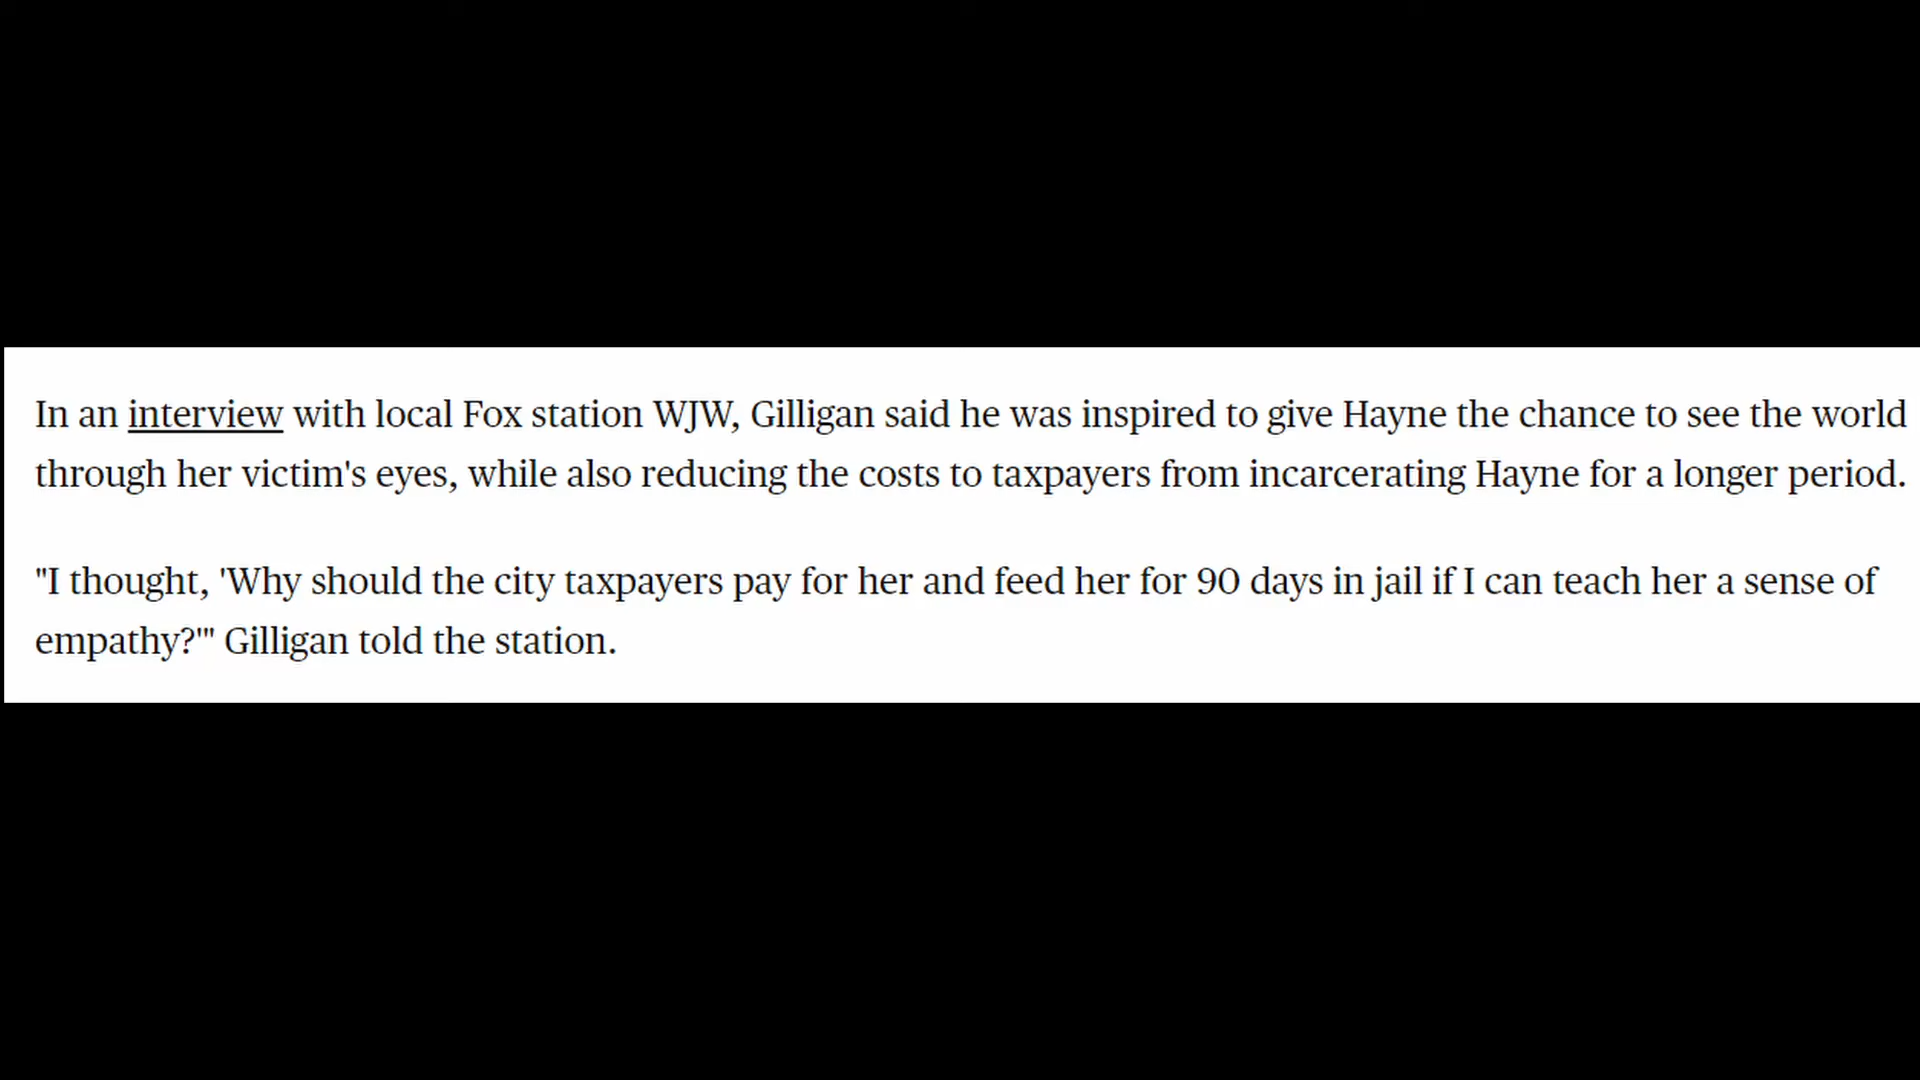 In an interview with local Fox station WJW, Gilligan said he was inspired to give Hayne the chance to see the world
through her victim's eyes, while also reducing the costs to taxpayers from incarcerating Hayne for a longer period.
"I thought, 'Why should the city taxpayers pay for her and feed her for 90 days in jail if I can teach her a sense of
empathy?'" Gilligan told the station.